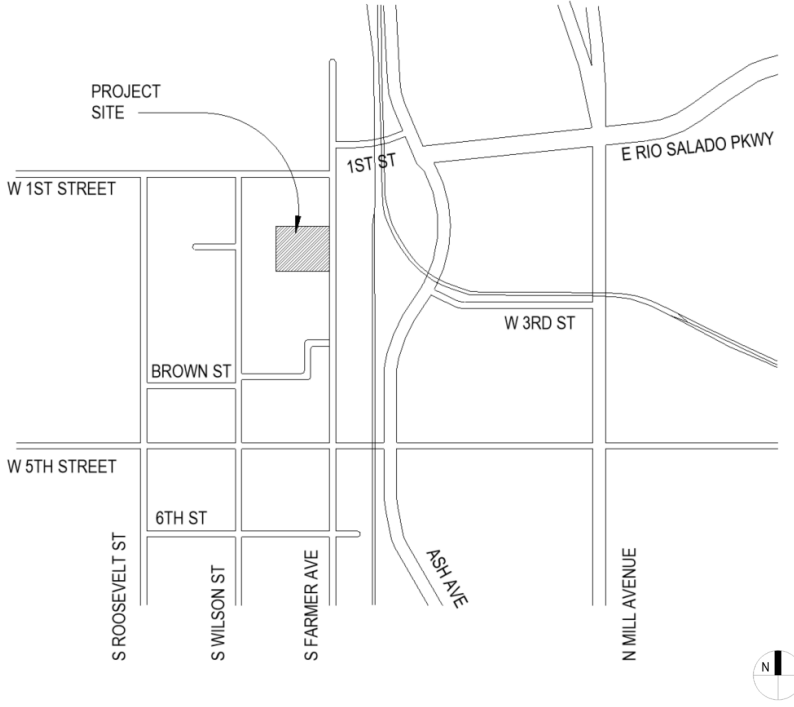 PROJECT
SITE
E RIO SALADO PKWY
1ST ST
W 1ST STREET
W 3RD ST
BROWN ST
W 5TH STREET
6TH ST
S ROOSEVELT ST
S WILSON ST
S FARMER AVE
ASH AVE
N MILL AVENUE
N